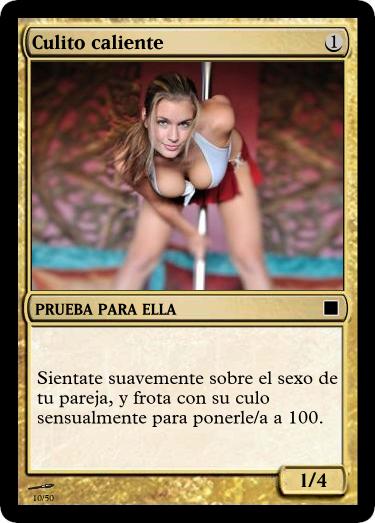 Culito caliente
1
PRUEBA PARA ELLA
Sientate suavemente sobre el sexo de
tu pareja, y frota con su culo
sensualmente para ponerle/a a 100.
1/4
10/50